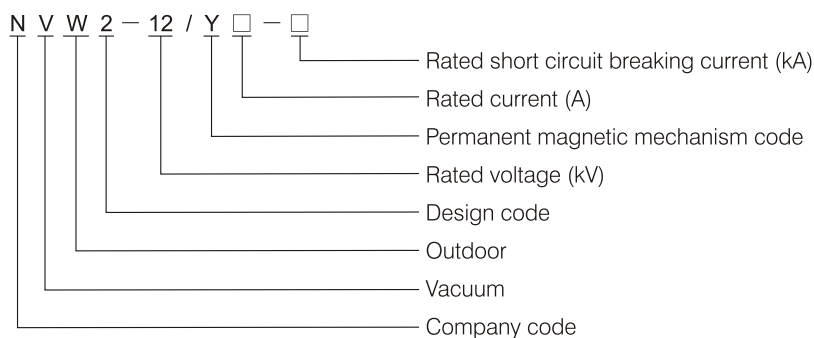 N V W 2 - 12 / Y □ - □
Rated short circuit breaking current (kA)
Rated current (A)
Permanent magnetic mechanism code
Rated voltage (kV)
Design code
Outdoor
Vacuum
Company code